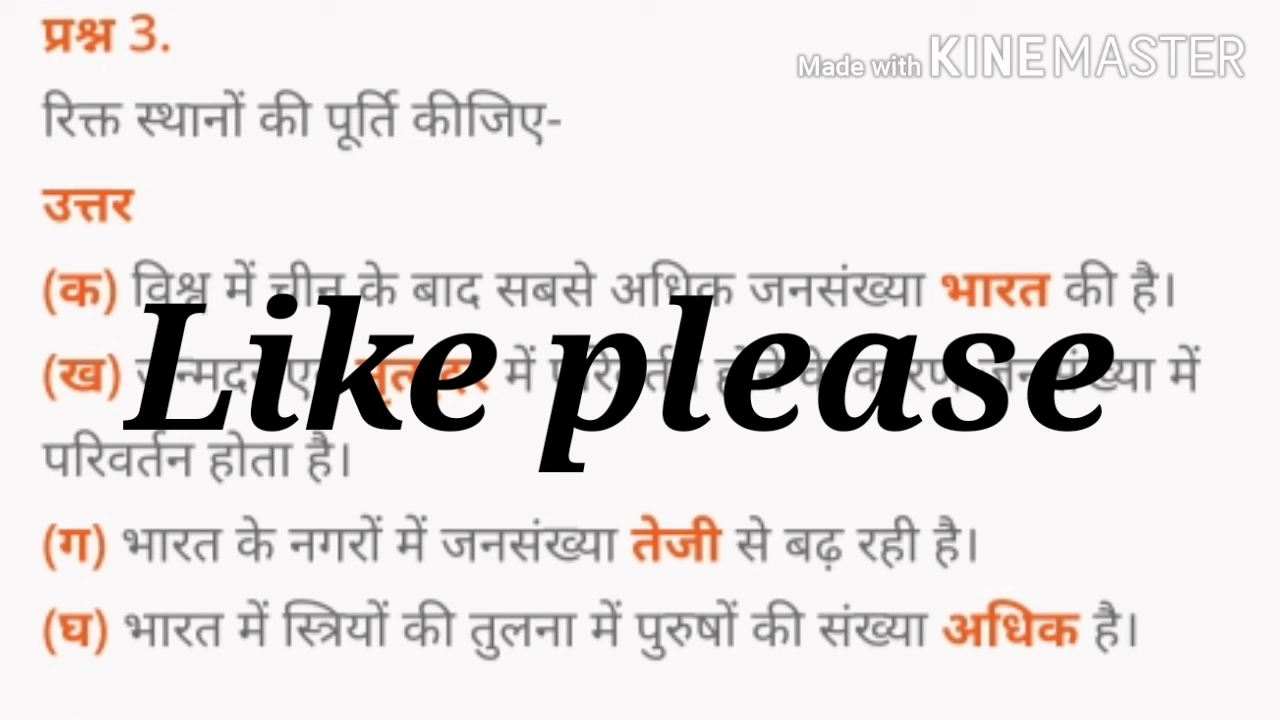 प्रश्न 3.
Made with KINEMASTER
रिक्त स्थानों की पूर्ति कीजिए-
उत्तर
(क) विश्व में चीन के बाद सबसे अधिक जनसंख्या भारत की है।
Like please
(ख) में के जनसंख्या में
परिवर्तन होता है।
(ग) भारत के नगरों में जनसंख्या तेजी से बढ़ रही है।
(घ) भारत में स्त्रियों की तुलना में पुरुषों की संख्या अधिक है।